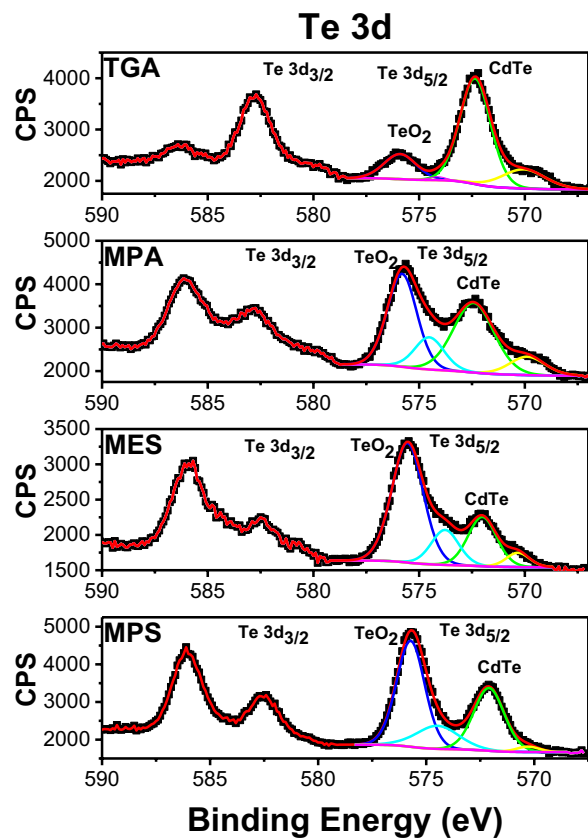 Te 3d
TGA
Te 3d3/2
Te 3d5/2
CdTe
TeO2
CPS
4000
3000
2000
590
585
580
575
570
MPA
Te 3d3/2
TeO2
Te 3d5/2
CdTe
CPS
5000
4000
3000
2000
590
585
580
575
570
MES
Te 3d3/2
TeO2
Te 3d5/2
CdTe
CPS
3500
3000
2500
2000
1500
590
585
580
575
570
MPS
Te 3d3/2
TeO2
Te 3d5/2
CdTe
CPS
5000
4000
3000
2000
590
585
580
575
570
Binding Energy (eV)